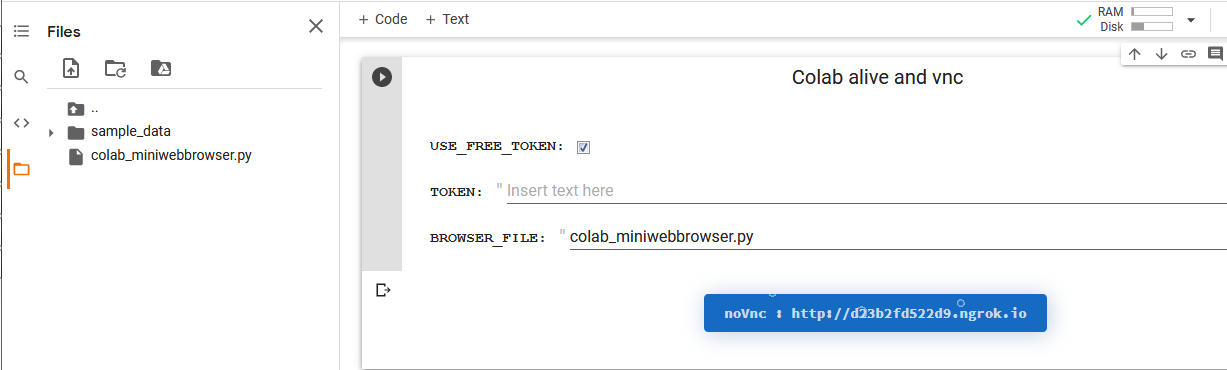 Files
..
sample_data
colab_miniwebbrowser.py
+ Code + Text
RAM
Disk
Colab alive and vnc
USE_FREE_TOKEN:
TOKEN: " Insert text here
BROWSER_FILE: " colab_miniwebbrowser.py
noVnc : http://d23b2fd522d9.ngrok.io